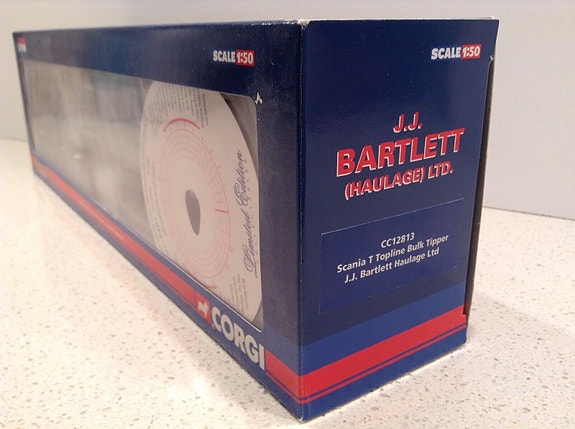 SCALE 1:50
Limited Edition
CORGI
SCALE 1:50
J.J.
BARTLETT
(HAULAGE) LTD.
CC12813
Scania T Topline Bulk Tipper
J.J. Bartlett Haulage Ltd